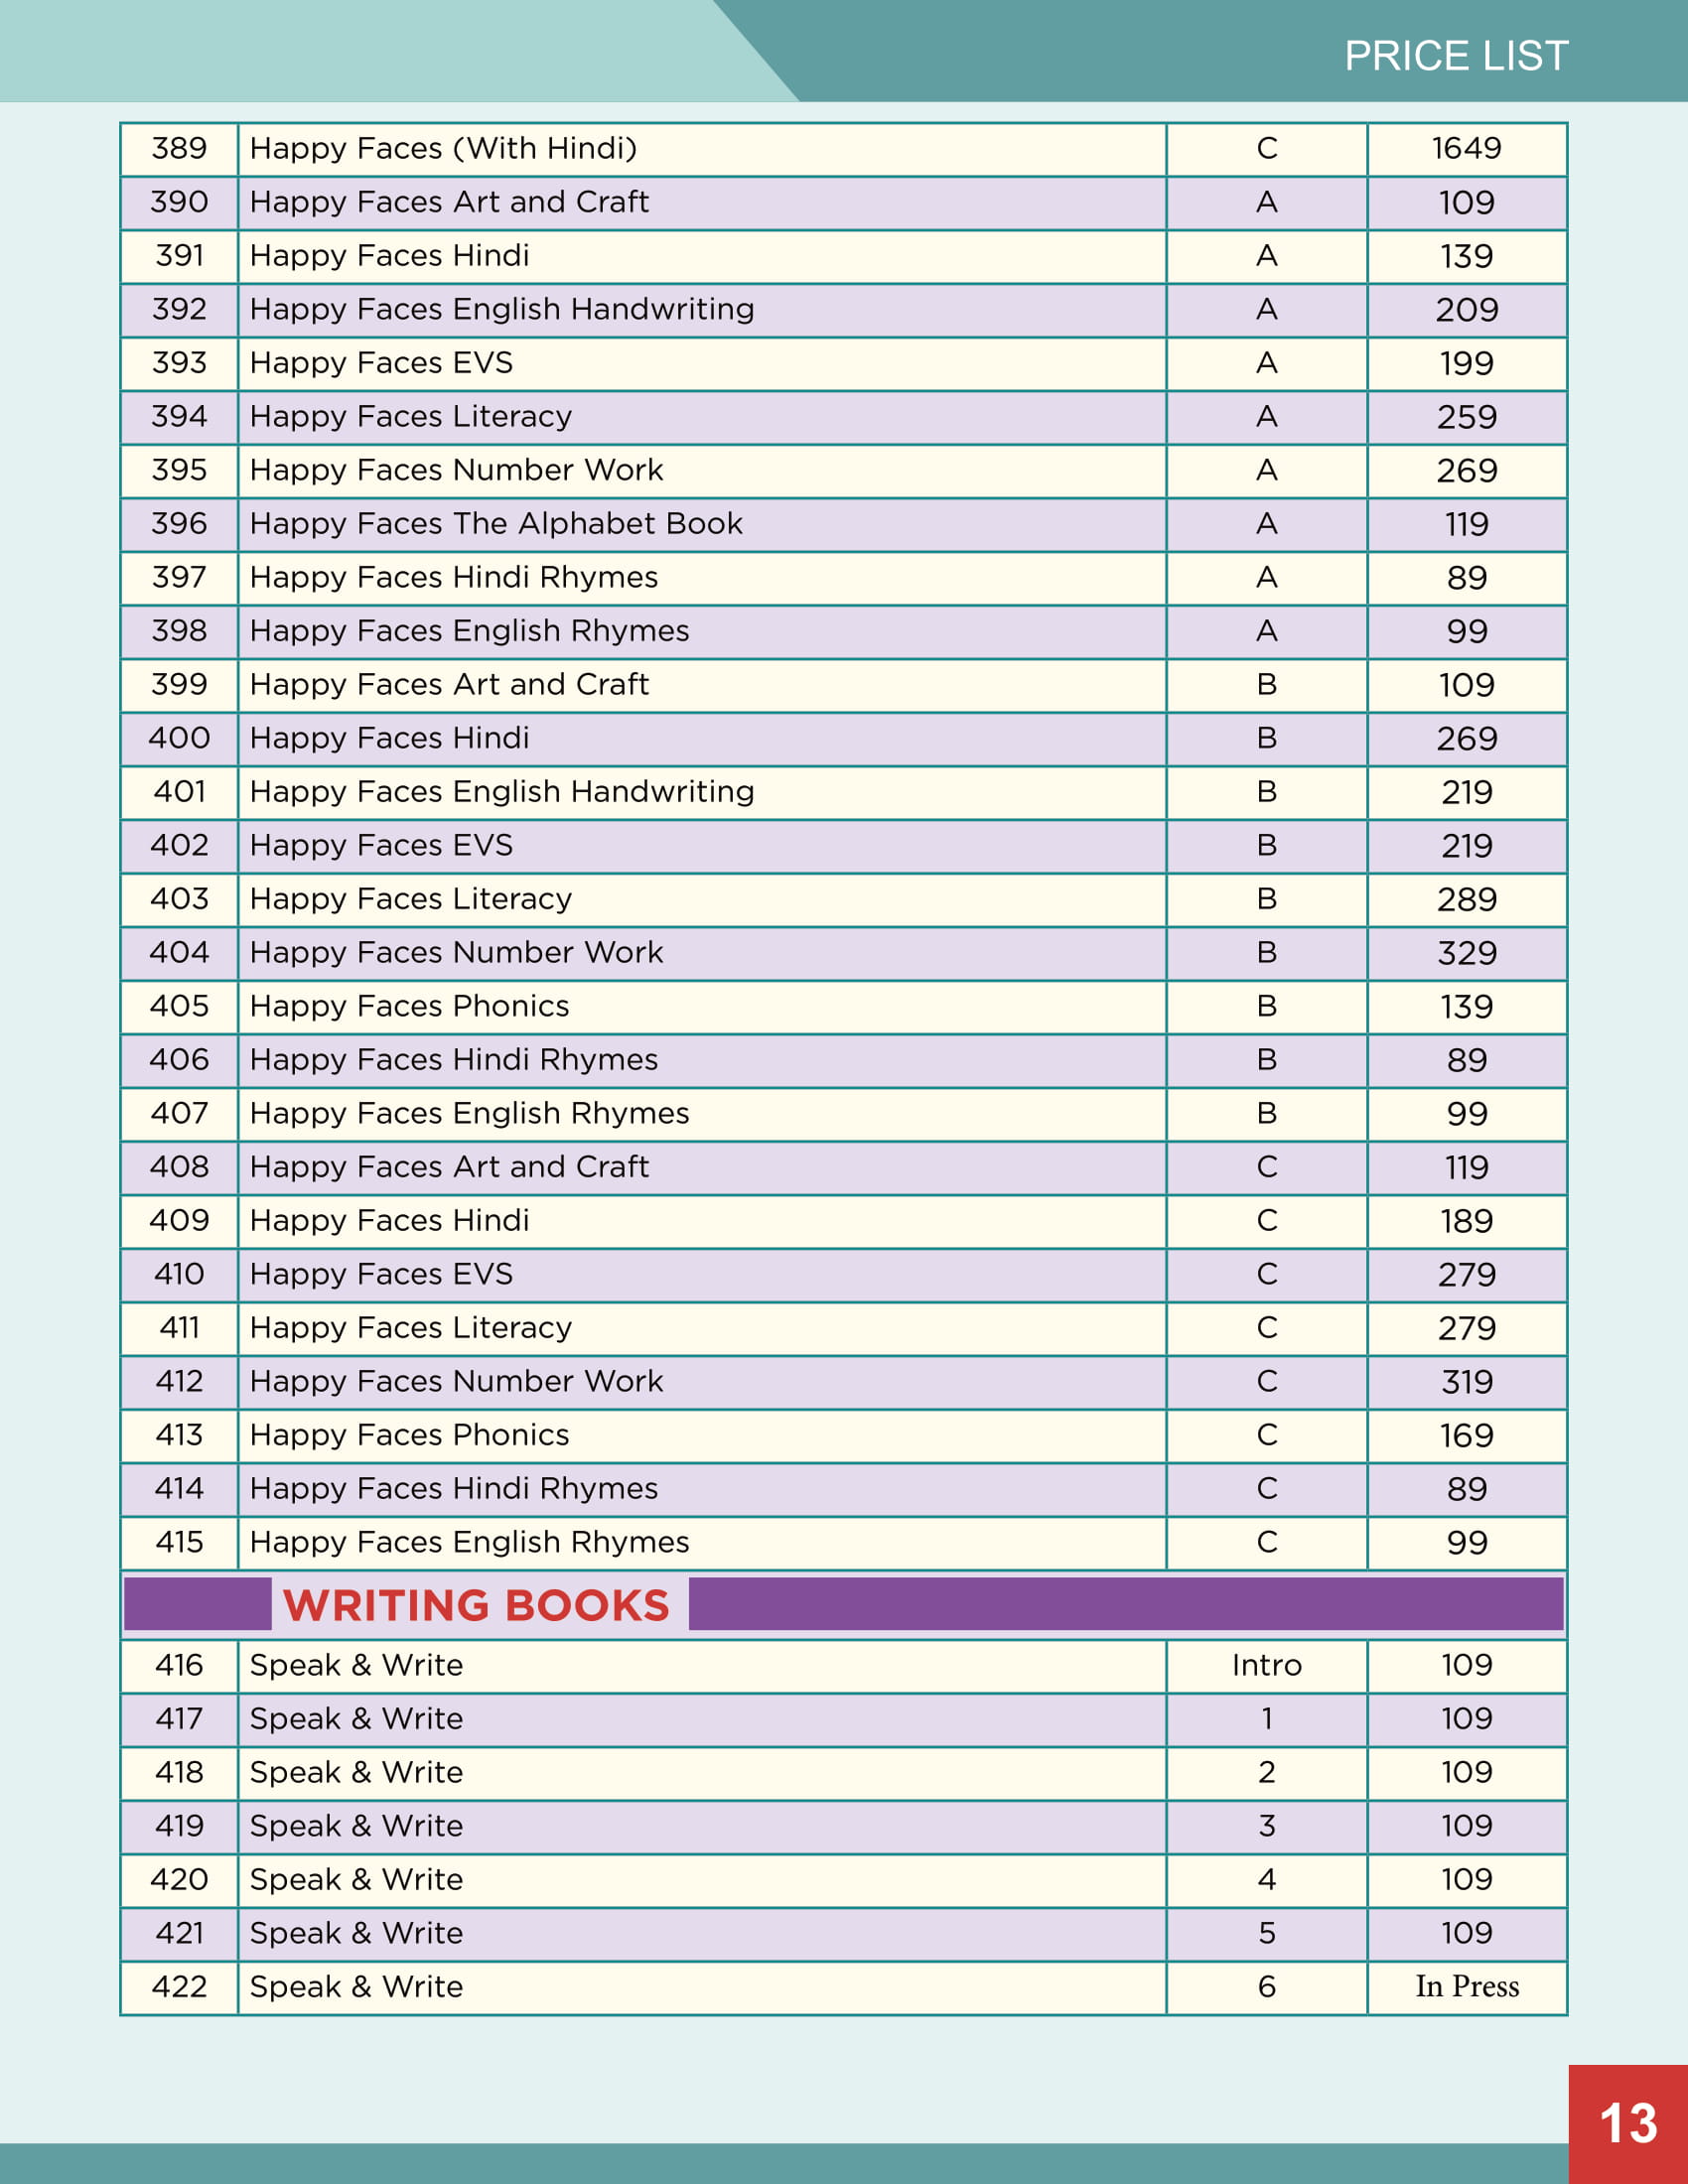 PRICE LIST
389 Happy Faces (With Hindi) C 1649
390 Happy Faces Art and Craft A 109
391 Happy Faces Hindi A 139
392 Happy Faces English Handwriting A 209
393 Happy Faces EVS A 199
394 Happy Faces Literacy A 259
395 Happy Faces Number Work A 269
396 Happy Faces The Alphabet Book A 119
397 Happy Faces Hindi Rhymes A 89
398 Happy Faces English Rhymes A 99
399 Happy Faces Art and Craft B 109
400 Happy Faces Hindi B 269
401 Happy Faces English Handwriting B 219
402 Happy Faces EVS B 219
403 Happy Faces Literacy B 289
404 Happy Faces Number Work B 329
405 Happy Faces Phonics B 139
406 Happy Faces Hindi Rhymes B 89
407 Happy Faces English Rhymes B 99
408 Happy Faces Art and Craft C 119
409 Happy Faces Hindi C 189
410 Happy Faces EVS C 279
411 Happy Faces Literacy C 279
412 Happy Faces Number Work C 319
413 Happy Faces Phonics C 169
414 Happy Faces Hindi Rhymes C 89
415 Happy Faces English Rhymes C 99
WRITING BOOKS
416 Speak & Write Intro 109
417 Speak & Write 1 109
418 Speak & Write 2 109
419 Speak & Write 3 109
420 Speak & Write 4 109
421 Speak & Write 5 109
422 Speak & Write 6 In Press
13